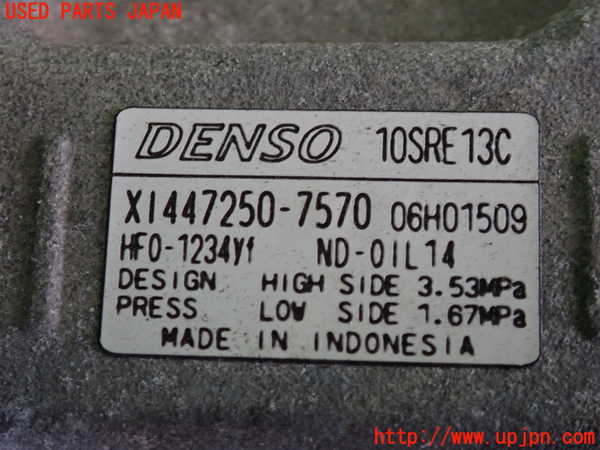 USED PARTS JAPAN
DENSO 10SRE13C
XI447250-7570 06H01509
HFO-1234yf ND-OIL14
DESIGN HIGH SIDE 3.53MPa
PRESS LOW SIDE 1.67MPa
MADE IN INDONESIA
http://www.upjpn.com/